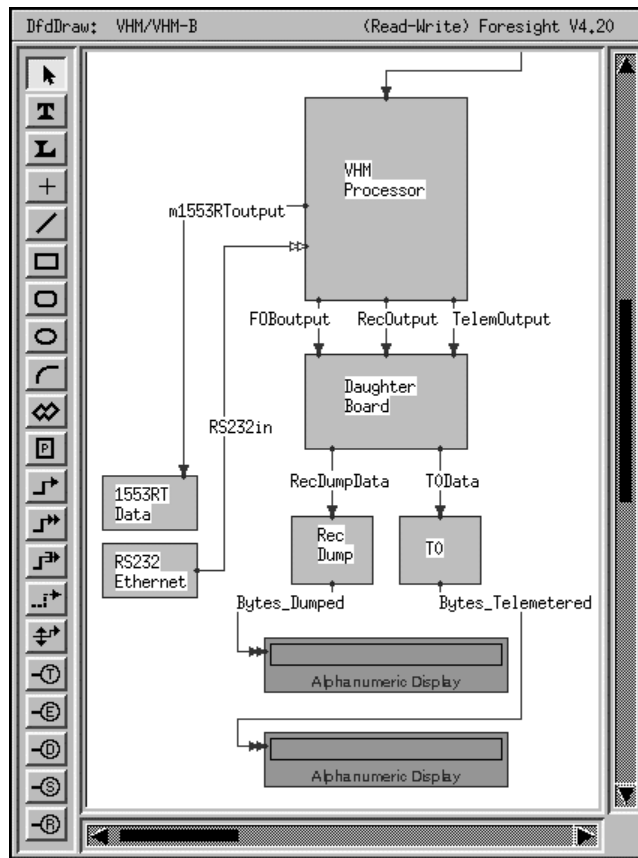 DfdDraw: VHM/VHM-B (Read-Write) Foresight V4.20
T
L
P
i
T
E
D
S
R
VHM
Processor
m1553RToutput
FOBoutput RecOutput TelemOutput
Daughter
Board
RS232in
RecDumpData TOData
1553RT
Data
Rec
Dump
TO
RS232
Ethernet
Bytes_Dumped Bytes_Telemetered
Alphanumeric Display
Alphanumeric Display